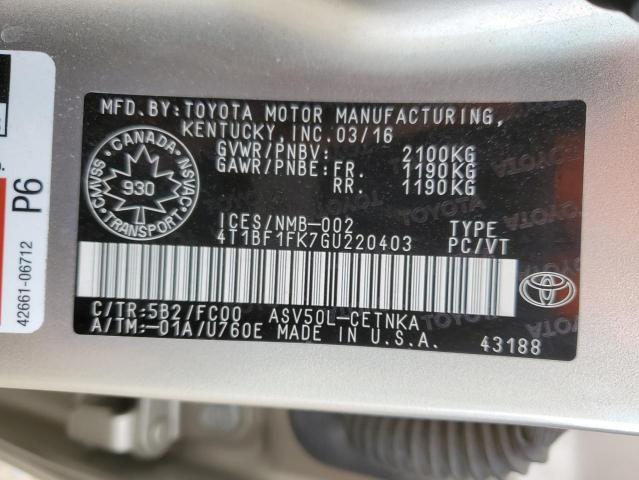 MFD.BY:TOYOTA MOTOR MANUFACTURING,
KENTUCKY, INC. 03/16
GVWR/PNBV: 2100KG
GAWR/PNBE: FR. 1190KG
RR. 1190KG
CANADA
CMVSS NSVAC
930
TRANSPORT
ICES/NMB-002
4T1BF1FK7GU220403
TYPE
PC/VT
C/TR:5B2/FC00 ASV50L-CETNKA
A/TM:-01A/U760E MADE IN U.S.A.
43188
P6
42661-06712
TOYOTA